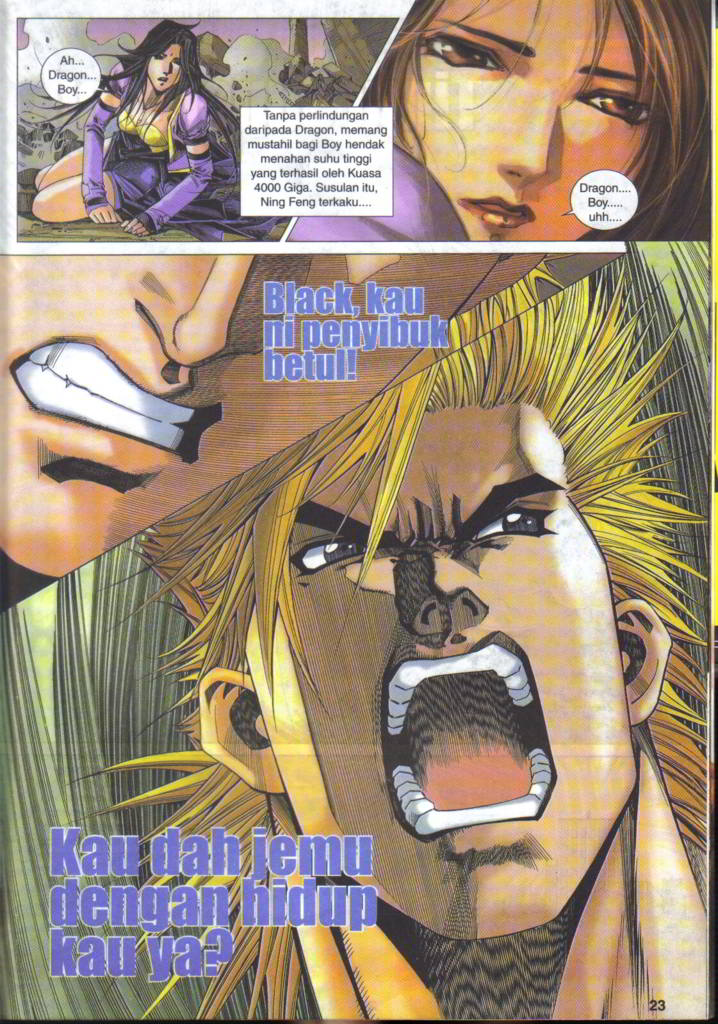 Ah...
Dragon...
Boy...
Tanpa perlindungan
daripada Dragon, memang
mustahil bagi Boy hendak
menahan suhu tinggi
yang terhasil oleh Kuasa
4000 Giga. Susulan itu,
Ning Feng terkaku....
Dragon....
Boy.....
uhh....
Black, kau
ni penyibuk
betul!
Kau dah jemu
dengan hidup
kau ya?
23